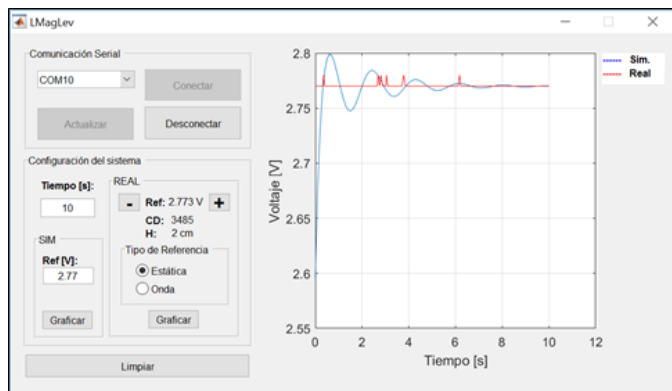 LMagLev
Comunicación Serial
COM10
Conectar
Actualizar
Desconectar
Configuración del sistema
Tiempo [s]:
10
SIM
Ref [V]:
2.77
Graficar
REAL
- Ref: 2.773 V +
CD: 3485
H: 2 cm
Tipo de Referencia
Estática
Onda
Graficar
Limpiar
Voltaje [V]
2.8
2.75
2.7
2.65
2.6
2.55
0 2 4 6 8 10 12
Tiempo [s]
Sim.
Real